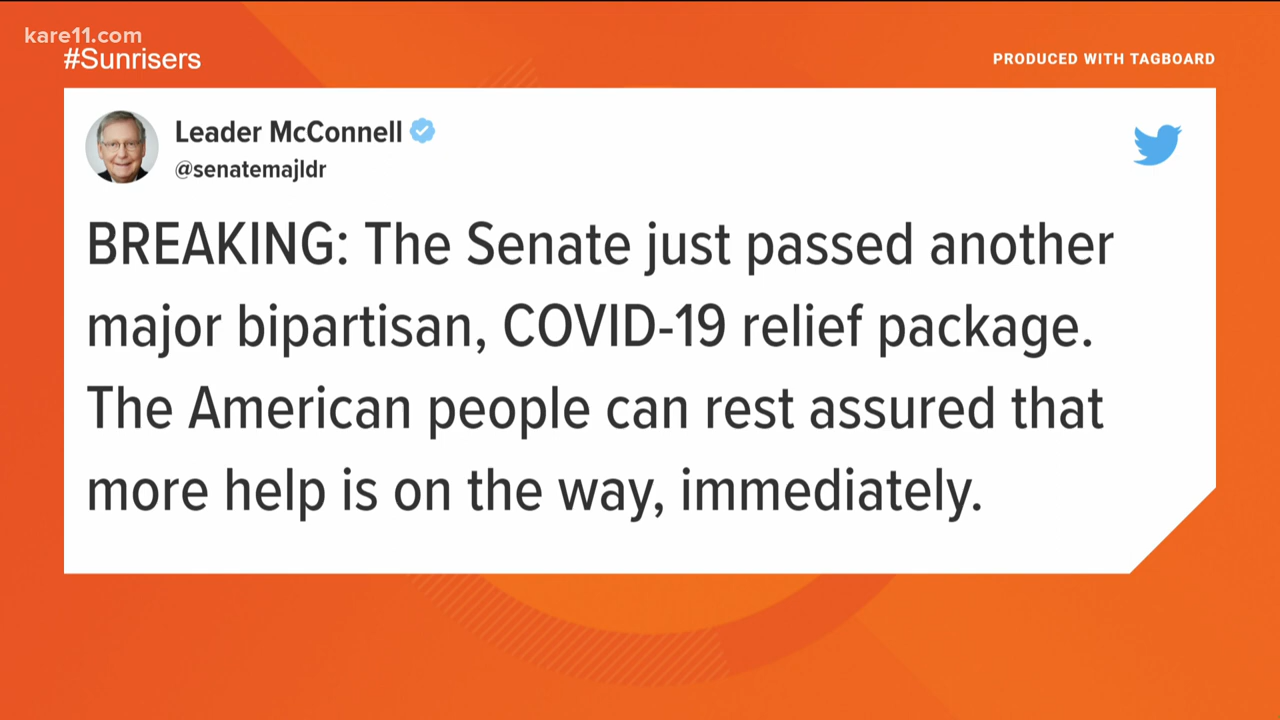 kare11.com
#Sunrisers
PRODUCED WITH TAGBOARD
Leader McConnell
@senatemajldr
BREAKING: The Senate just passed another
major bipartisan, COVID-19 relief package.
The American people can rest assured that
more help is on the way, immediately.